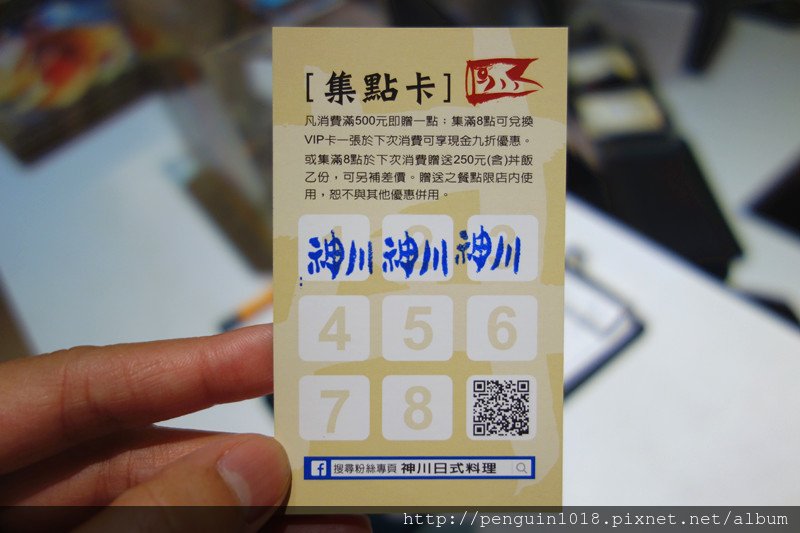 [集點卡]
凡消費滿500元即贈一點；集滿8點可兌換
VIP卡一張於下次消費可享現金九折優惠。
或集滿8點於下次消費贈送250元(含)丼飯
乙份，可另補差價。贈送之餐點限店內使
用，恕不與其他優惠併用。
神川 神川 神川
4 5 6
7 8
f 搜尋粉絲專頁 神川日式料理
http://penguin1018.pixnet.net/album